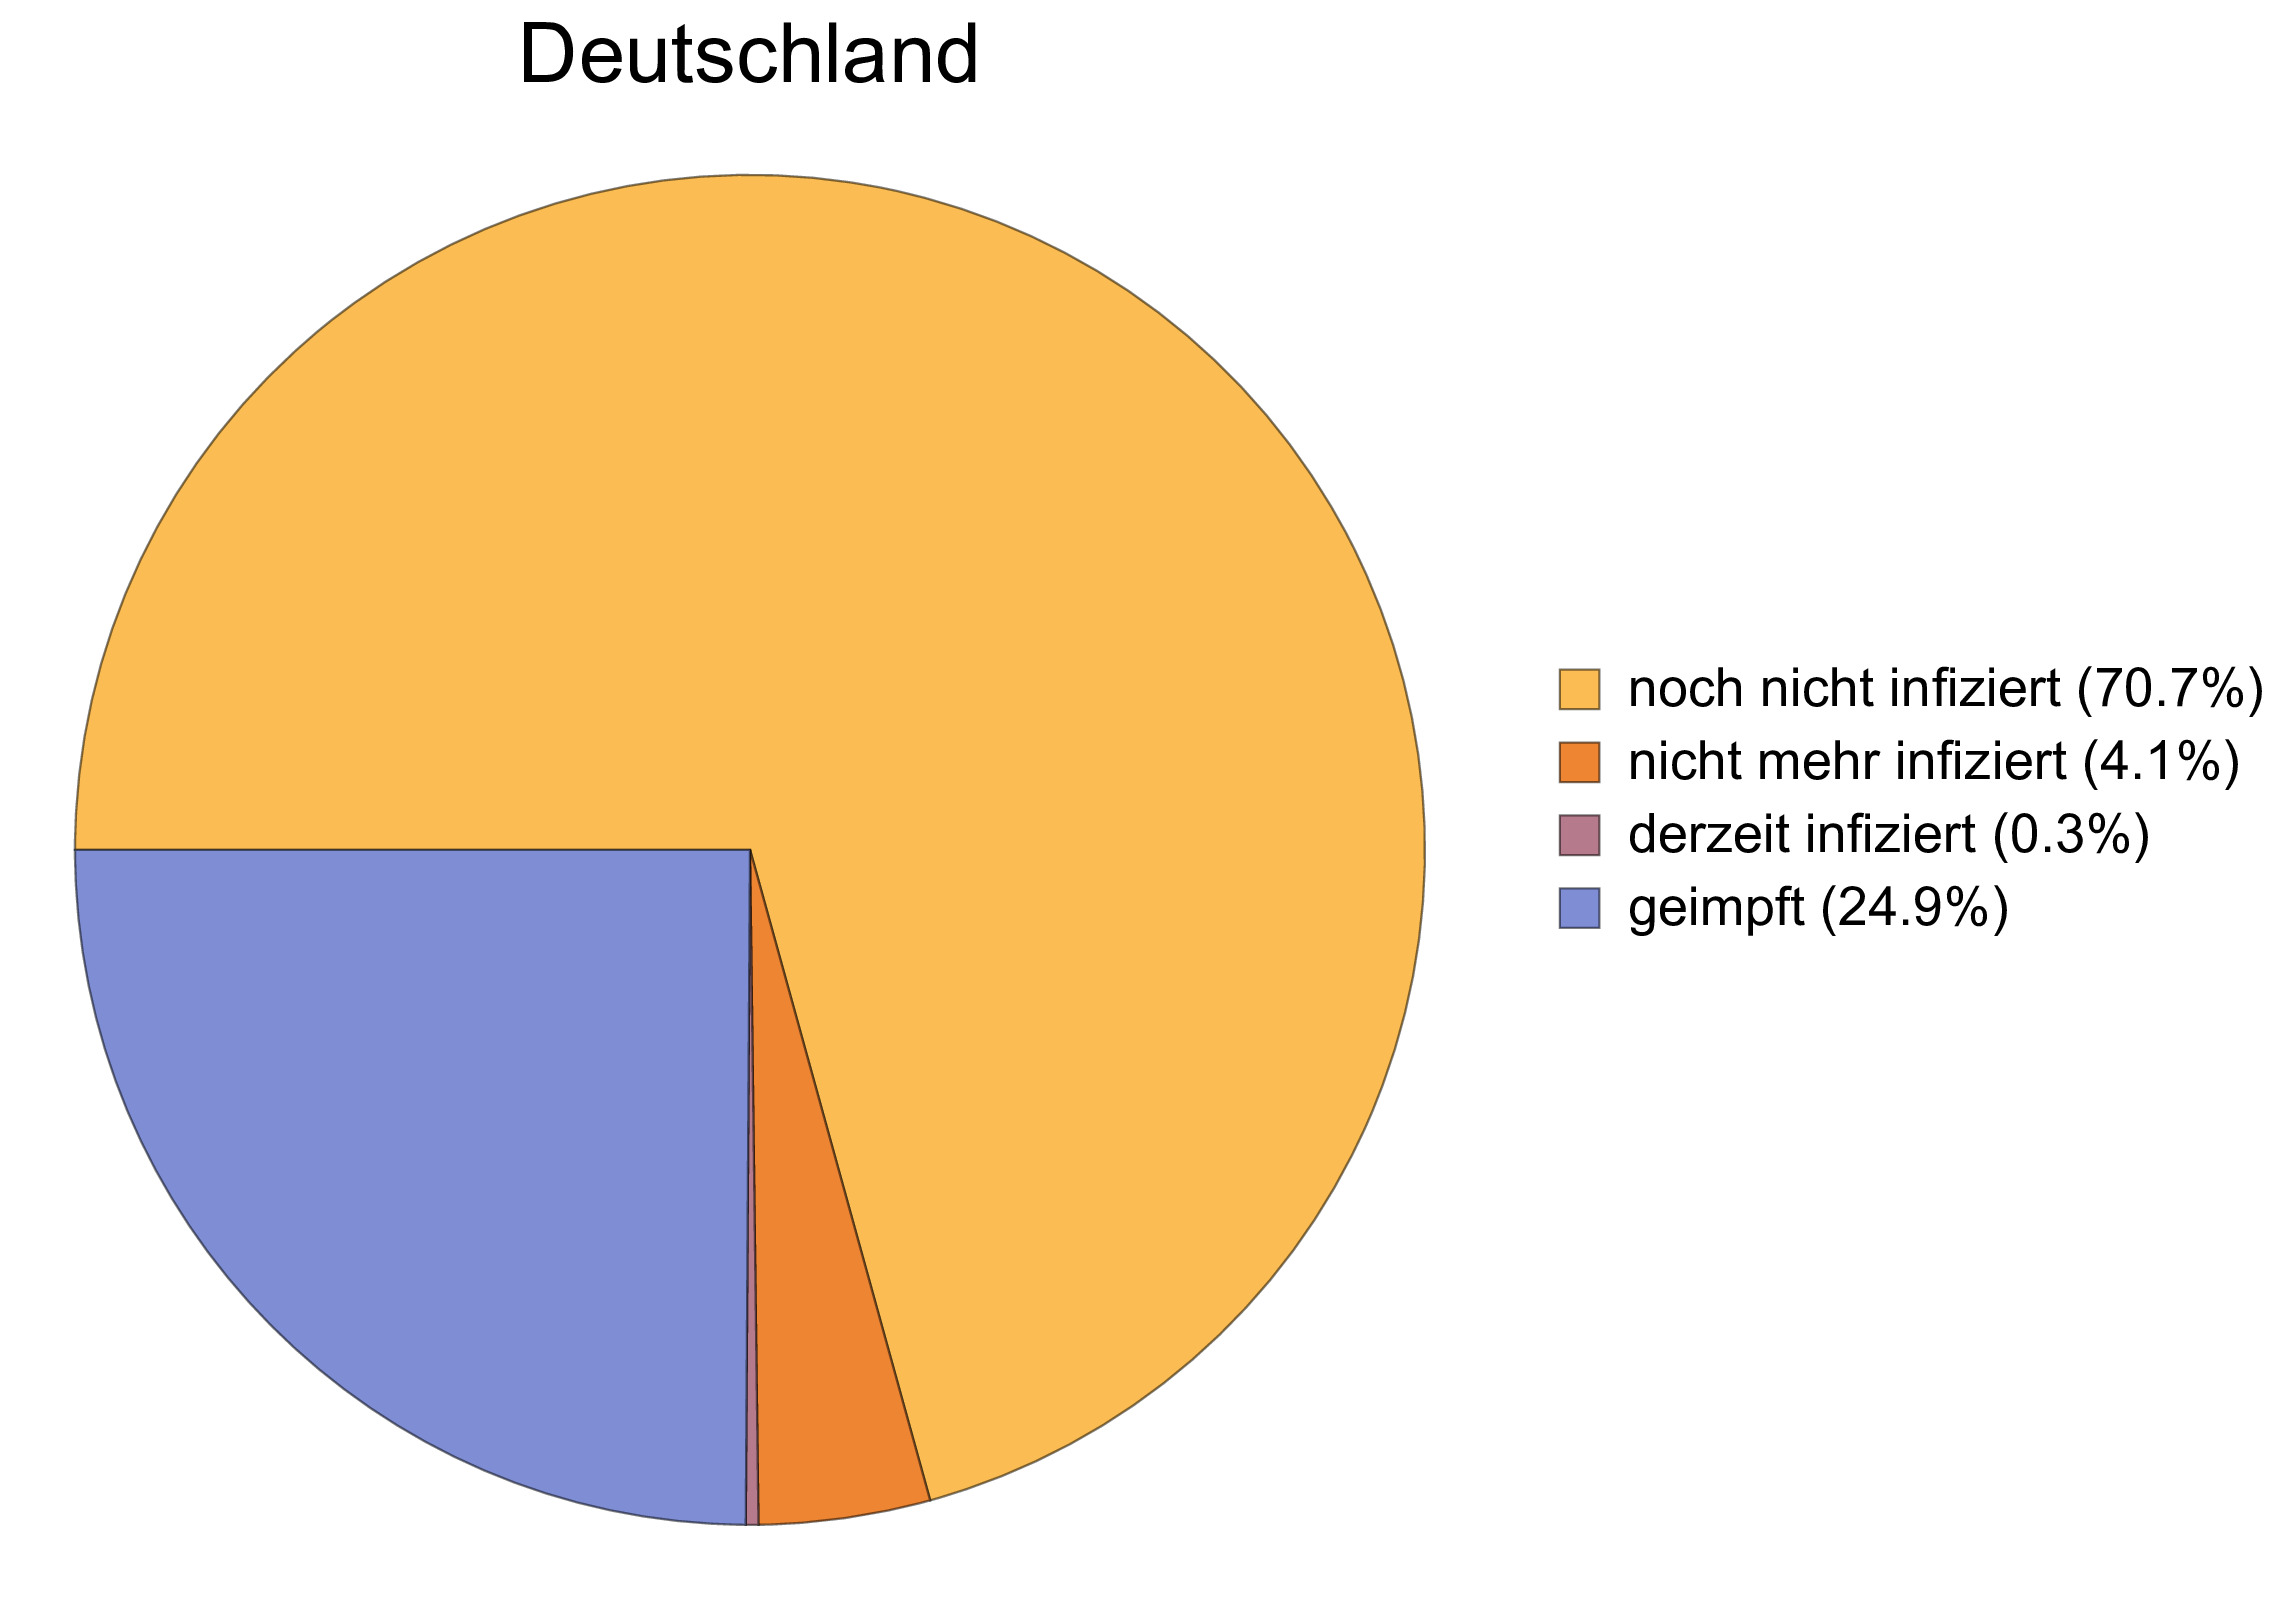 Deutschland
noch nicht infiziert (70.7%)
nicht mehr infiziert (4.1%)
derzeit infiziert (0.3%)
geimpft (24.9%)